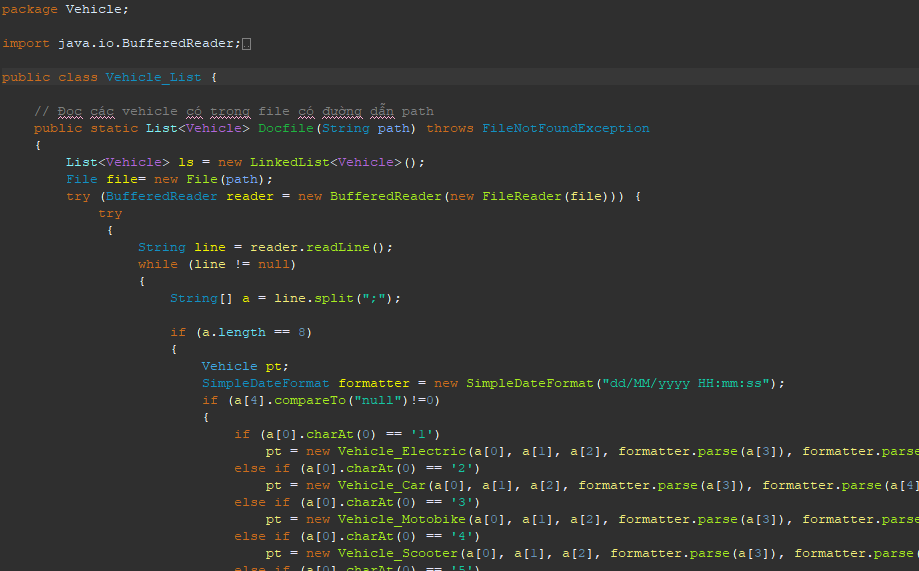 package Vehicle;
import java.io.BufferedReader;
public class Vehicle_List {
// Đọc các vehicle có trong file có đường dẫn path
public static List<Vehicle> Docfile(String path) throws FileNotFoundException
{
List<Vehicle> ls = new LinkedList<Vehicle>();
File file= new File(path);
try (BufferedReader reader = new BufferedReader(new FileReader(file))) {
try
{
String line = reader.readLine();
while (line != null)
{
String[] a = line.split(";");
if (a.length == 8)
{
Vehicle pt;
SimpleDateFormat formatter = new SimpleDateFormat("dd/MM/yyyy HH:mm:ss");
if (a[4].compareTo("null")!=0)
{
if (a[0].charAt(0) == '1')
pt = new Vehicle_Electric(a[0], a[1], a[2], formatter.parse(a[3]), formatter.parse
else if (a[0].charAt(0) == '2')
pt = new Vehicle_Car(a[0], a[1], a[2], formatter.parse(a[3]), formatter.parse(a[4]
else if (a[0].charAt(0) == '3')
pt = new Vehicle_Motobike(a[0], a[1], a[2], formatter.parse(a[3]), formatter.parse
else if (a[0].charAt(0) == '4')
pt = new Vehicle_Scooter(a[0], a[1], a[2], formatter.parse(a[3]), formatter.parse(
else if (a[0].charAt(0) == '5')